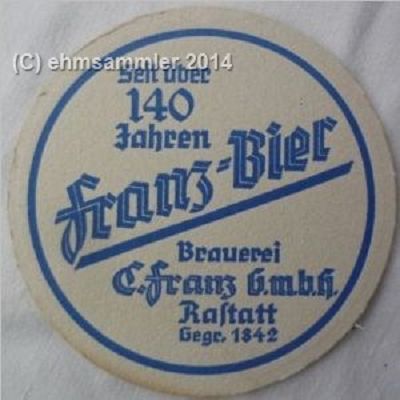 (C) ehmsammler 2014
Seit über
140
Jahren
Franz-Bier
Brauerei
C. Franz G.m.b.H.
Raſtatt
Gegr. 1842